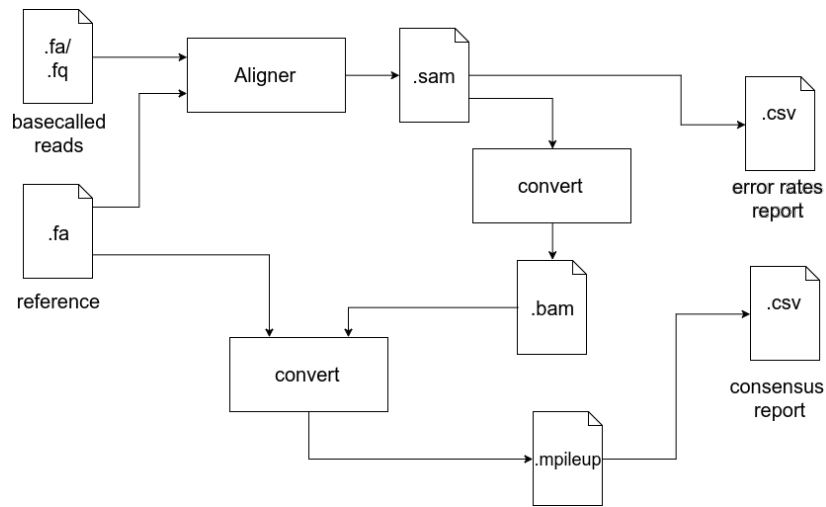 .fa/
.fq
basecalled
reads
Aligner
.sam
.csv
error rates
report
convert
.fa
reference
.bam
.csv
consensus
report
convert
.mpileup